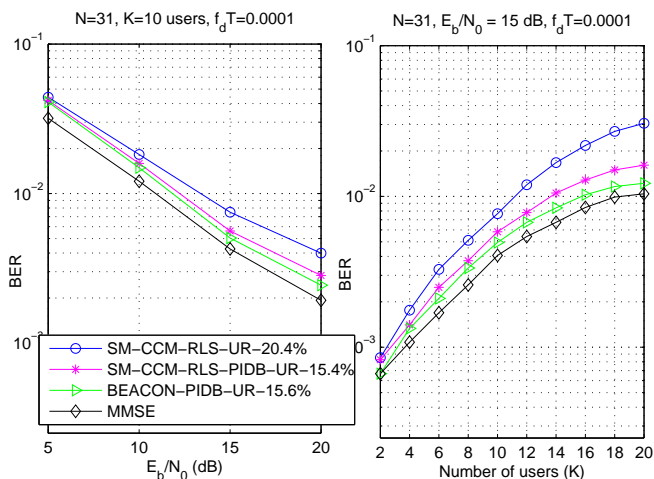 N=31, K=10 users, f_dT=0.0001
10^−1
10^−2
10^−3
BER
5 10 15 20
E_b/N_0 (dB)
SM−CCM−RLS−UR−20.4%
SM−CCM−RLS−PIDB−UR−15.4%
BEACON−PIDB−UR−15.6%
MMSE
N=31, E_b/N_0 = 15 dB, f_dT=0.0001
10^−1
10^−2
10^−3
BER
2 4 6 8 10 12 14 16 18 20
Number of users (K)